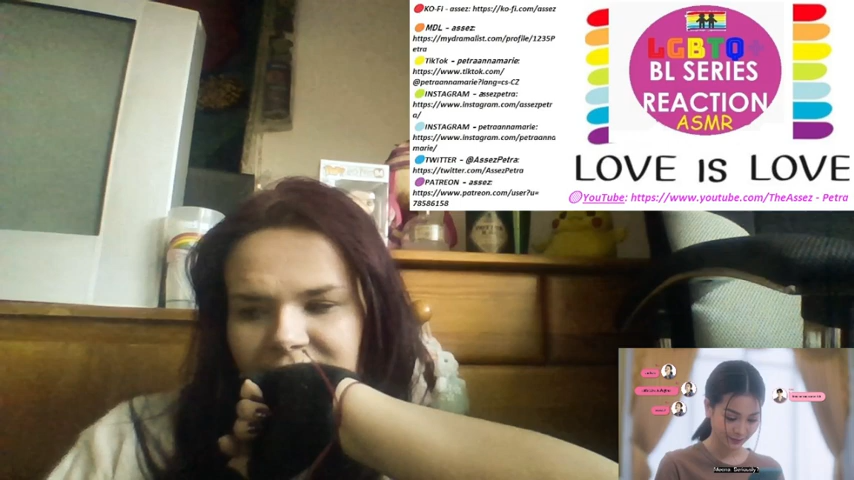 KO-FI - assez: https://ko-fi.com/assez
MDL - assez:
https://mydramalist.com/profile/1235P
etra
TikTok - petraannamarie:
https://www.tiktok.com/
@petraannamarie?lang=cs-CZ
INSTAGRAM - assezpetra:
https://www.instagram.com/assezpetr
a/
INSTAGRAM - petraannamarie:
https://www.instagram.com/petraanna
marie/
TWITTER - @AssezPetra:
https://twitter.com/AssezPetra
PATREON - assez:
https://www.patreon.com/user?u=
78586158
LGBTQ+
BL SERIES
REACTION
ASMR
LOVE IS LOVE
YouTube: https://www.youtube.com/TheAssez - Petra
Meena. Seriously?